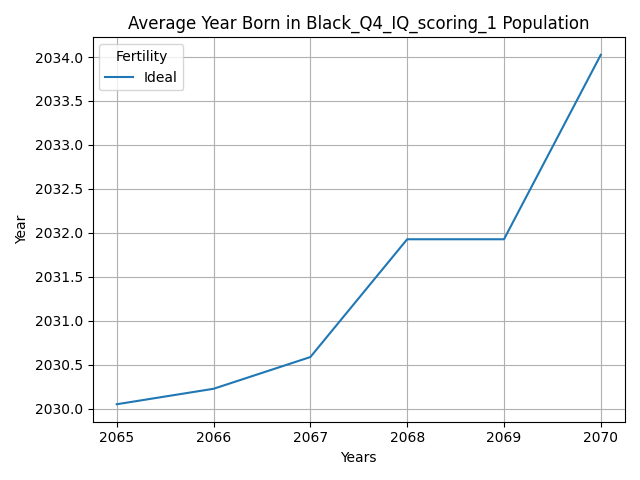 Average Year Born in Black_Q4_IQ_scoring_1 Population
Fertility
Ideal
2034.0
2033.5
2033.0
2032.5
2032.0
2031.5
2031.0
2030.5
2030.0
Year
2065 2066 2067 2068 2069 2070
Years